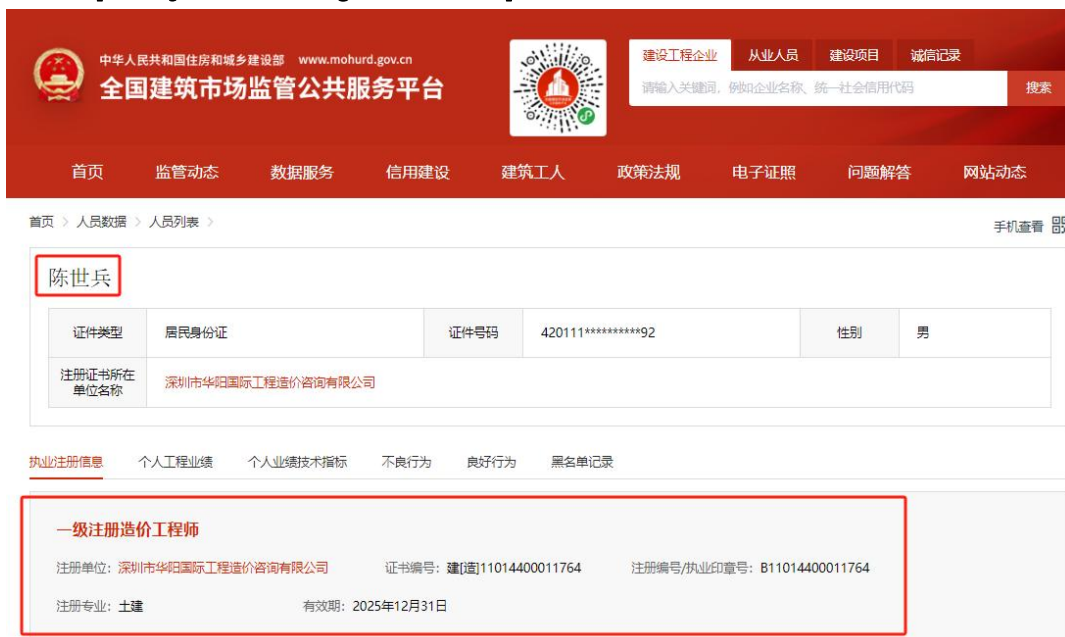 中华人民共和国住房和城乡建设部 www.mohurd.gov.cn
全国建筑市场监管公共服务平台
建设工程企业 从业人员 建设项目 诚信记录
请输入关键词，例如企业名称、统一社会信用代码 搜索
首页 监管动态 数据服务 信用建设 建筑工人 政策法规 电子证照 问题解答 网站动态
首页 > 人员数据 > 人员列表 >
手机查看
陈世兵
证件类型 居民身份证 证件号码 420111**********92 性别 男
注册证书所在
单位名称
深圳市华阳国际工程造价咨询有限公司
执业注册信息 个人工程业绩 个人业绩技术指标 不良行为 良好行为 黑名单记录
一级注册造价工程师
注册单位：深圳市华阳国际工程造价咨询有限公司 证书编号：建[造]11014400011764 注册编号/执业印章号：B11014400011764
注册专业：土建 有效期：2025年12月31日